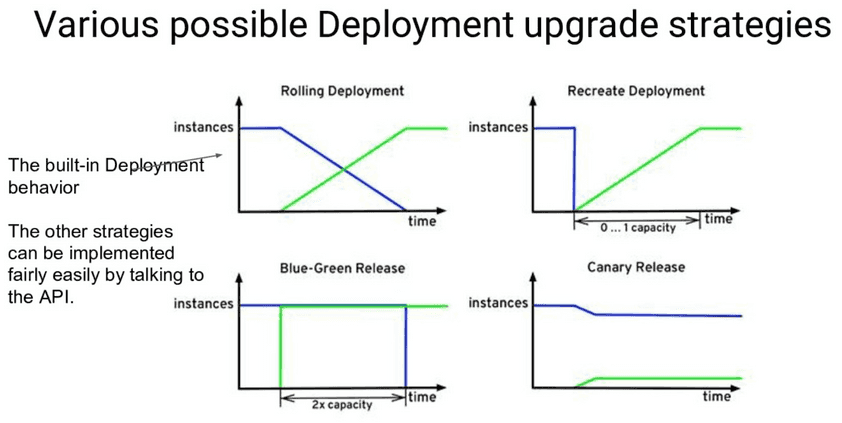 Various possible Deployment upgrade strategies
The built-in Deployment
behavior
The other strategies
can be implemented
fairly easily by talking to
the API.
Rolling Deployment
instances
time
Recreate Deployment
instances
time
0 ... 1 capacity
Blue-Green Release
instances
time
2x capacity
Canary Release
instances
time